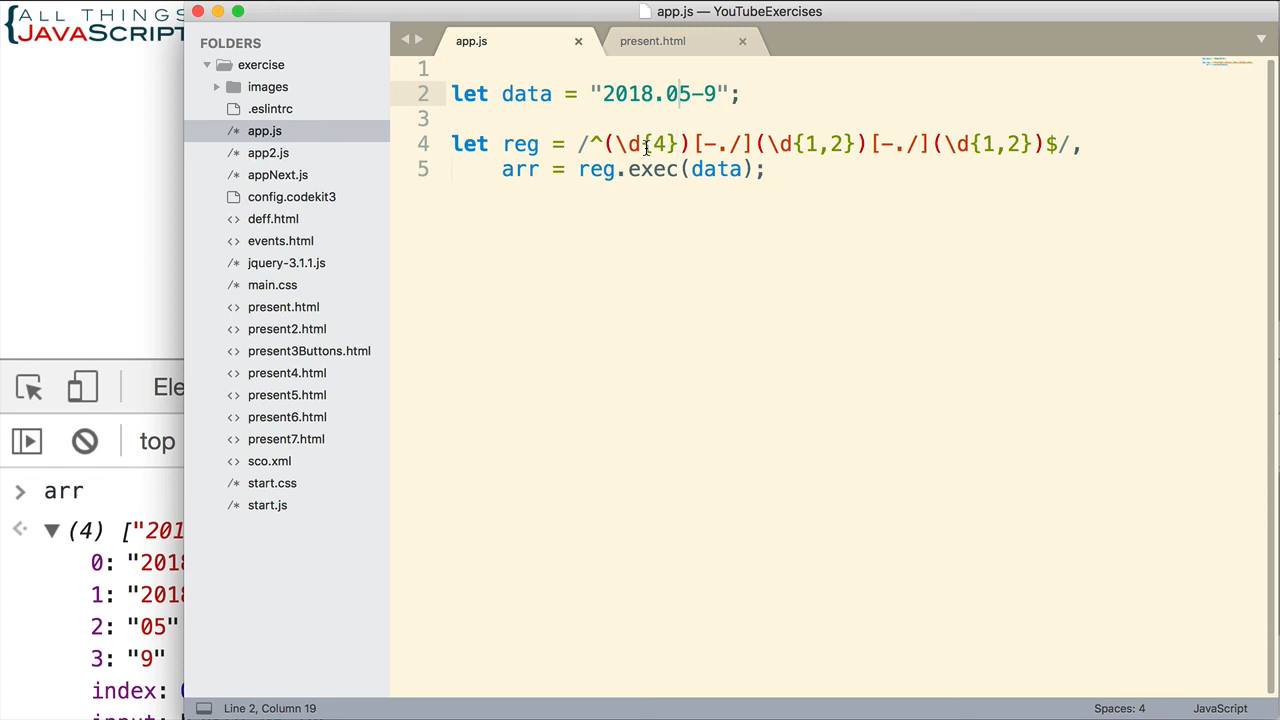 ALL THINGS
{JAVASCRIPT
app.js — YouTubeExercises
FOLDERS
exercise
images
.eslintrc
/* app.js
/* app2.js
/* appNext.js
config.codekit3
<> deff.html
<> events.html
/* jquery-3.1.1.js
/* main.css
<> present.html
<> present2.html
<> present3Buttons.html
<> present4.html
<> present5.html
<> present6.html
<> present7.html
<> sco.xml
/* start.css
/* start.js
app.js ×
present.html ×
1
2 let data = "2018.05-9";
3
4 let reg = /^(\d{4})[-./](\d{1,2})[-./](\d{1,2})$/,
5 arr = reg.exec(data);
Ele
top
> arr
(4) ["201
0: "2018
1: "2018
2: "05"
3: "9"
index:
Line 2, Column 19
Spaces: 4
JavaScript